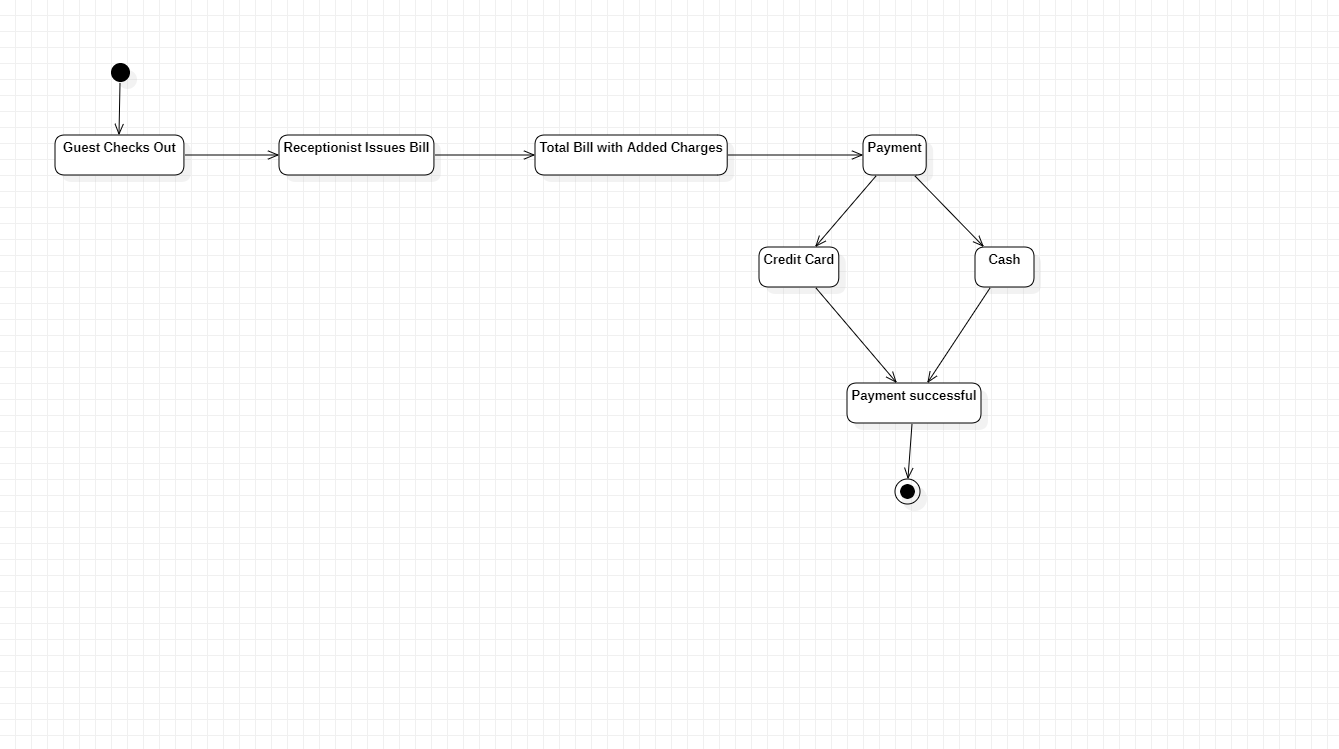 Guest Checks Out
Receptionist Issues Bill
Total Bill with Added Charges
Payment
Credit Card
Cash
Payment successful